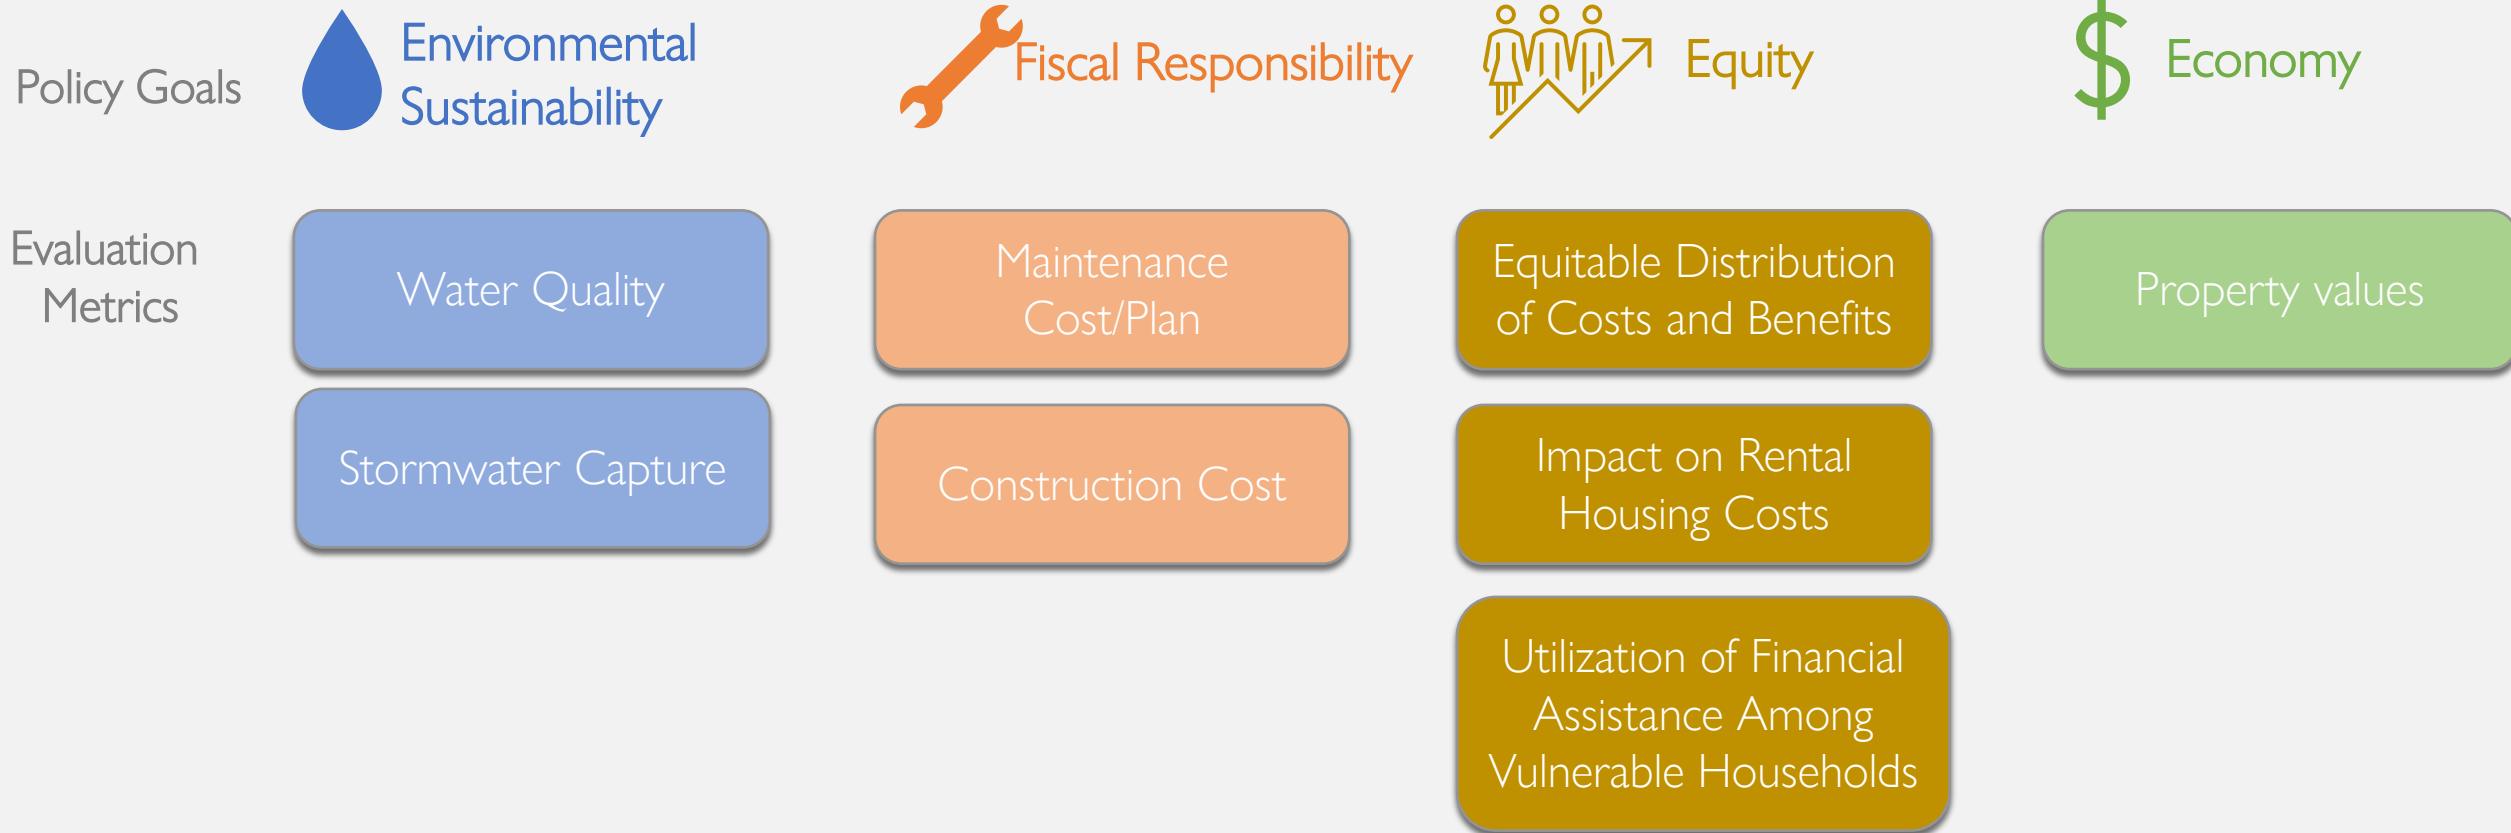 Policy Goals
Environmental
Sustainability
Fiscal Responsibility
Equity
Economy
Evaluation
Metrics
Water Quality
Stormwater Capture
Maintenance
Cost/Plan
Construction Cost
Equitable Distribution
of Costs and Benefits
Impact on Rental
Housing Costs
Utilization of Financial
Assistance Among
Vulnerable Households
Property values